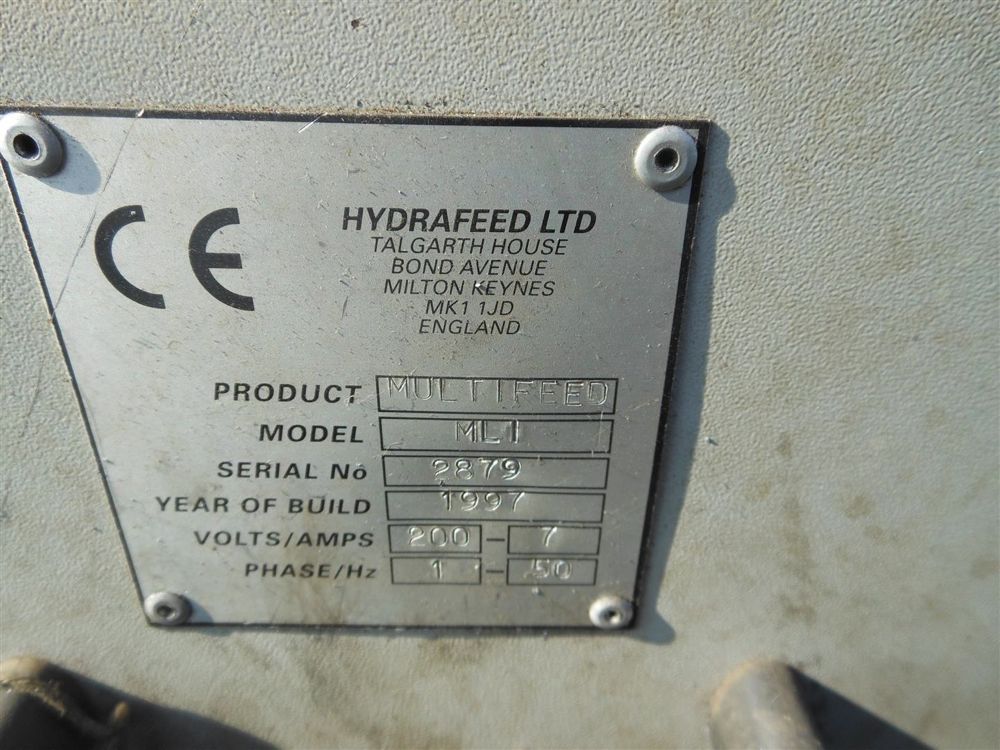 CE
HYDRAFEED LTD
TALGARTH HOUSE
BOND AVENUE
MILTON KEYNES
MK1 1JD
ENGLAND
PRODUCT MULTIFEED
MODEL ML1
SERIAL No 2879
YEAR OF BUILD 1997
VOLTS/AMPS 200 - 7
PHASE/Hz 1 - 50